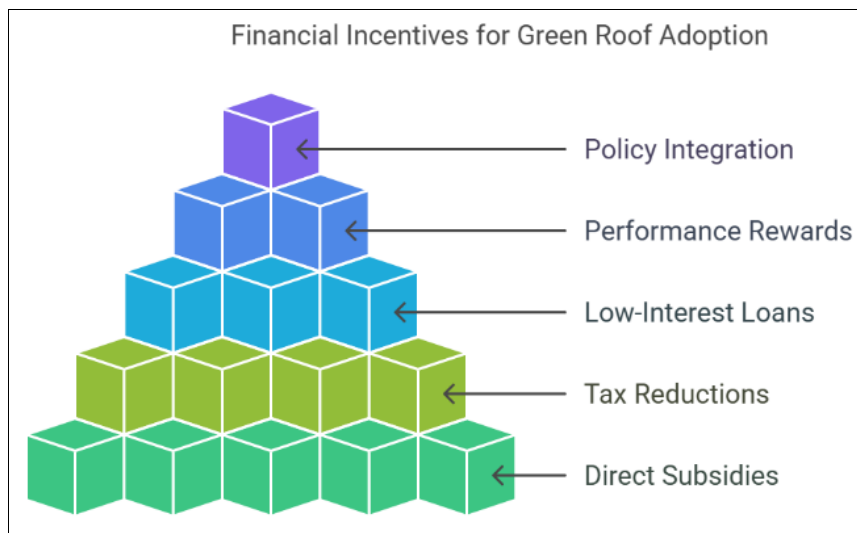 Financial Incentives for Green Roof Adoption
Policy Integration
Performance Rewards
Low-Interest Loans
Tax Reductions
Direct Subsidies